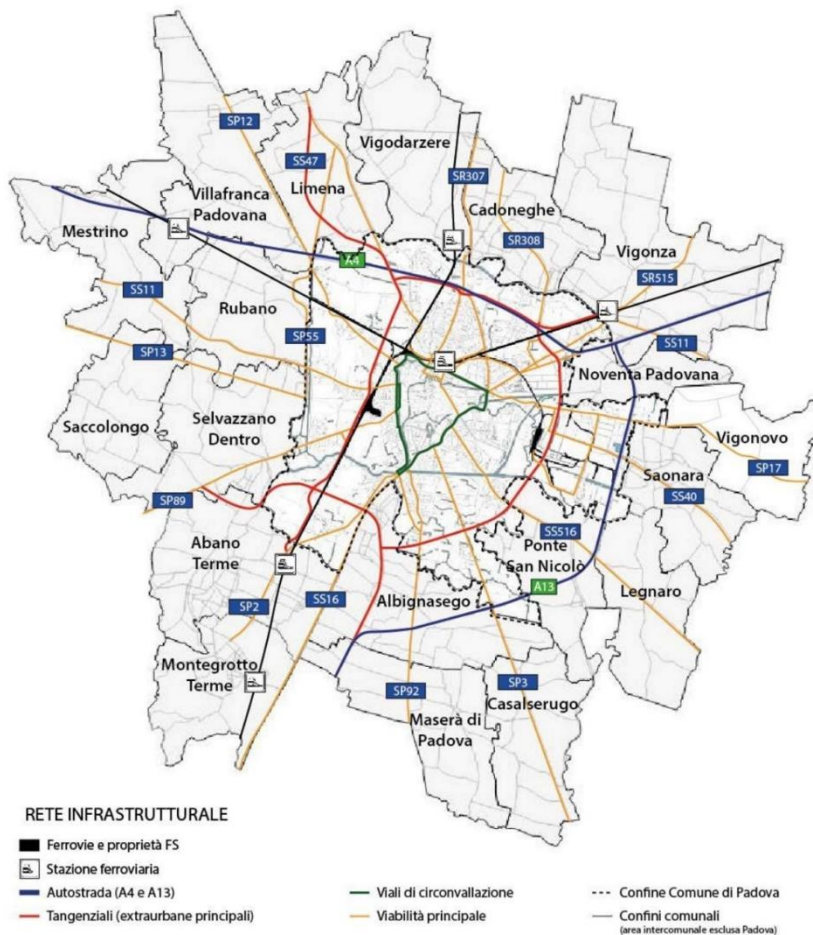 SP12
Vigodarzere
SS47
Limena
SR307
Villafranca
Padovana
Cadoneghe
Mestrino
SR308
Vigonza
A4
SR515
SS11
Rubano
SP55
SS11
SP13
Noventa Padovana
Saccolongo
Selvazzano
Dentro
Vigonovo
Saonara
SP17
SP89
SS40
Abano
Terme
SS516
Ponte
San Nicolò
A13
Legnaro
SP2
SS16
Albignasego
Montegrotto
Terme
SP92
SP3
Casalserugo
Maserà di
Padova
RETE INFRASTRUTTURALE
Ferrovie e proprietà FS
Stazione ferroviaria
Autostrada (A4 e A13)
Tangenziali (extraurbane principali)
Viali di circonvallazione
Viabilità principale
Confine Comune di Padova
Confini comunali
(area intercomunale esclusa Padova)